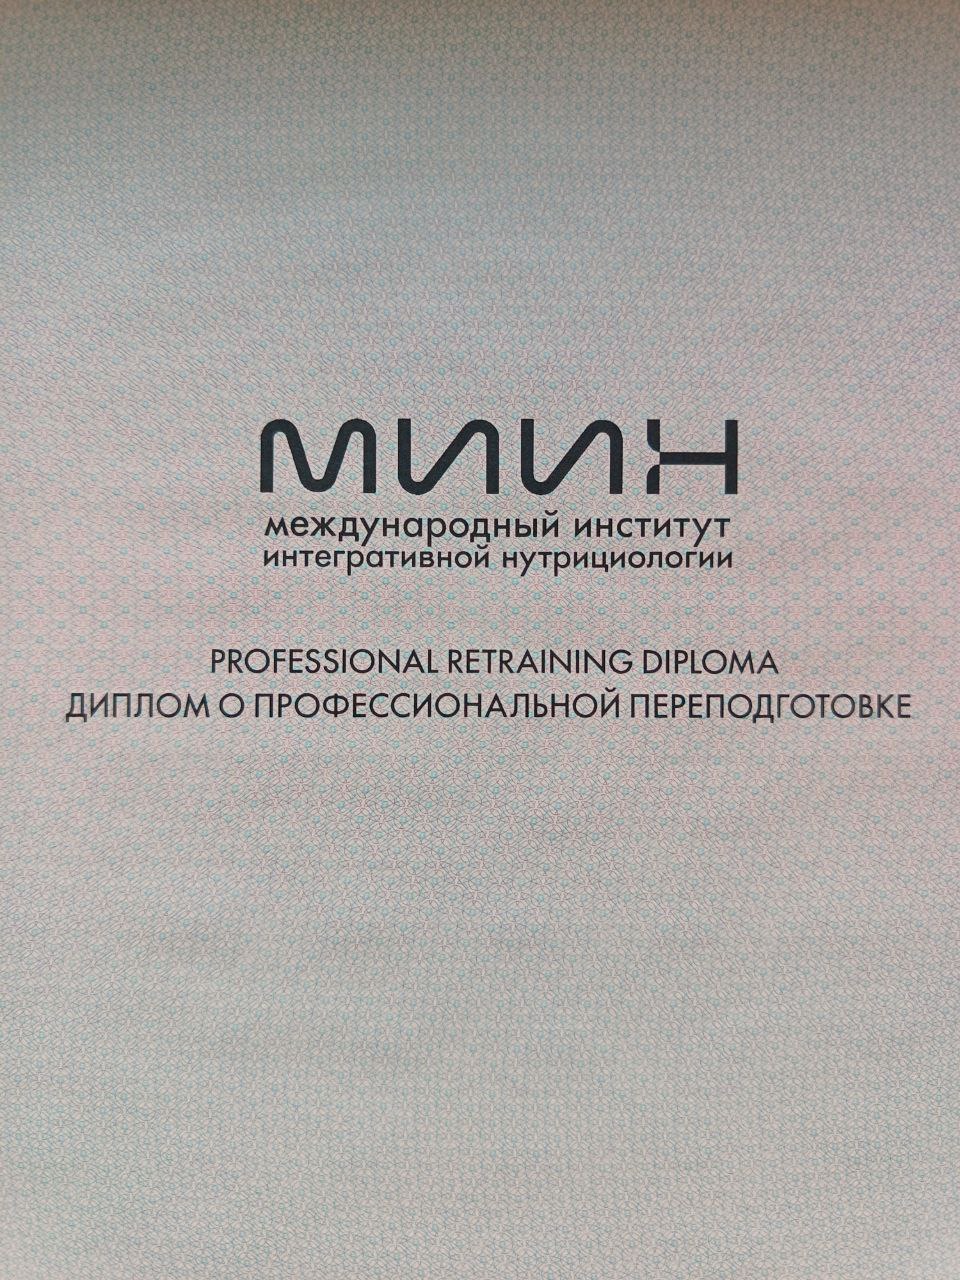 МИИН
международный институт
интегративной нутрициологии
PROFESSIONAL RETRAINING DIPLOMA
ДИПЛОМ О ПРОФЕССИОНАЛЬНОЙ ПЕРЕПОДГОТОВКЕ